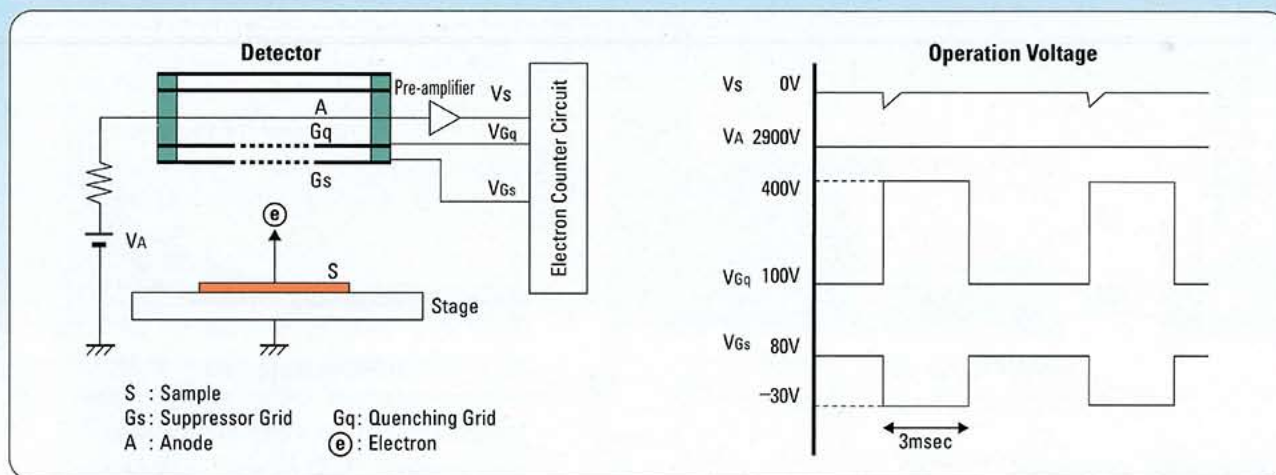 Detector
Pre-amplifier
A
Gq
Gs
Vs
VGq
VGs
Electron Counter Circuit
VA
e
S
Stage
S : Sample
Gs: Suppressor Grid Gq: Quenching Grid
A : Anode e : Electron
Operation Voltage
Vs 0V
VA 2900V
400V
VGq 100V
VGs 80V
−30V
3msec